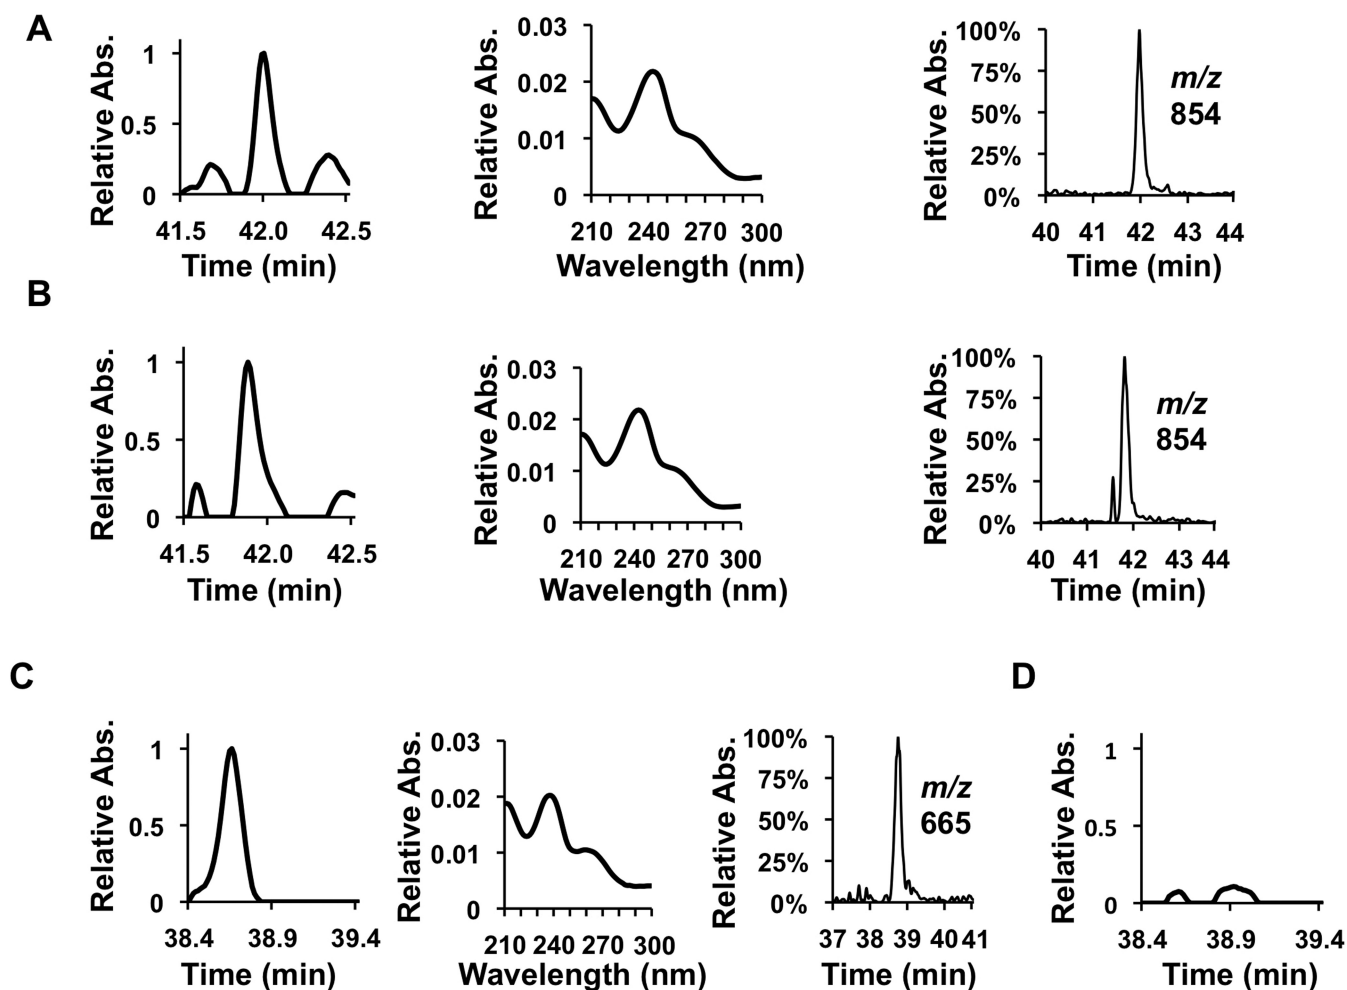 A
Relative Abs.
1
0.5
0
41.5 42.0 42.5
Time (min)
Relative Abs.
0.03
0.02
0.01
0
210 240 270 300
Wavelength (nm)
Relative Abs.
100%
75%
50%
25%
0%
40 41 42 43 44
Time (min)
m/z
854
B
Relative Abs.
1
0.5
0
41.5 42.0 42.5
Time (min)
Relative Abs.
0.03
0.02
0.01
0
210 240 270 300
Wavelength (nm)
Relative Abs.
100%
75%
50%
25%
0%
40 41 42 43 44
Time (min)
m/z
854
C
Relative Abs.
1
0.5
0
38.4 38.9 39.4
Time (min)
Relative Abs.
0.03
0.02
0.01
0
210 240 270 300
Wavelength (nm)
Relative Abs.
100%
75%
50%
25%
0%
37 38 39 40 41
Time (min)
m/z
665
D
Relative Abs.
1
0.5
0
38.4 38.9 39.4
Time (min)